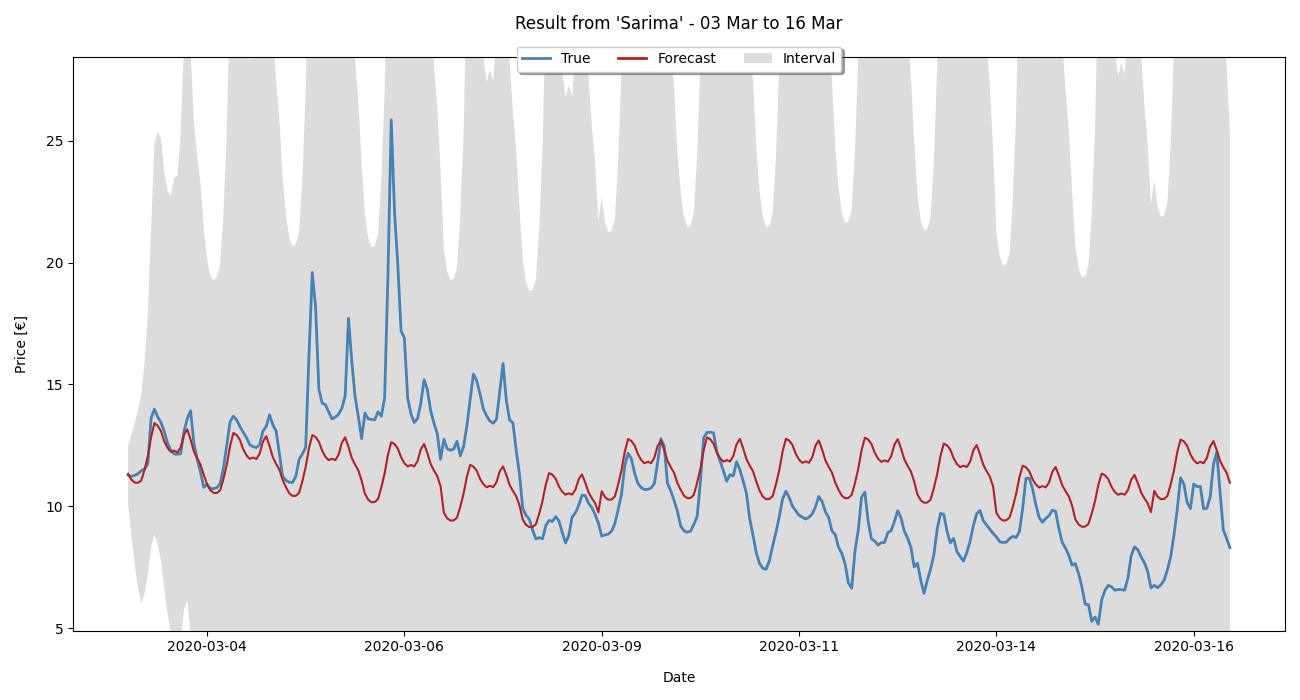 Result from 'Sarima' - 03 Mar to 16 Mar
True Forecast Interval
25
20
15
10
5
Price [€]
2020-03-04 2020-03-06 2020-03-09 2020-03-11 2020-03-14 2020-03-16
Date